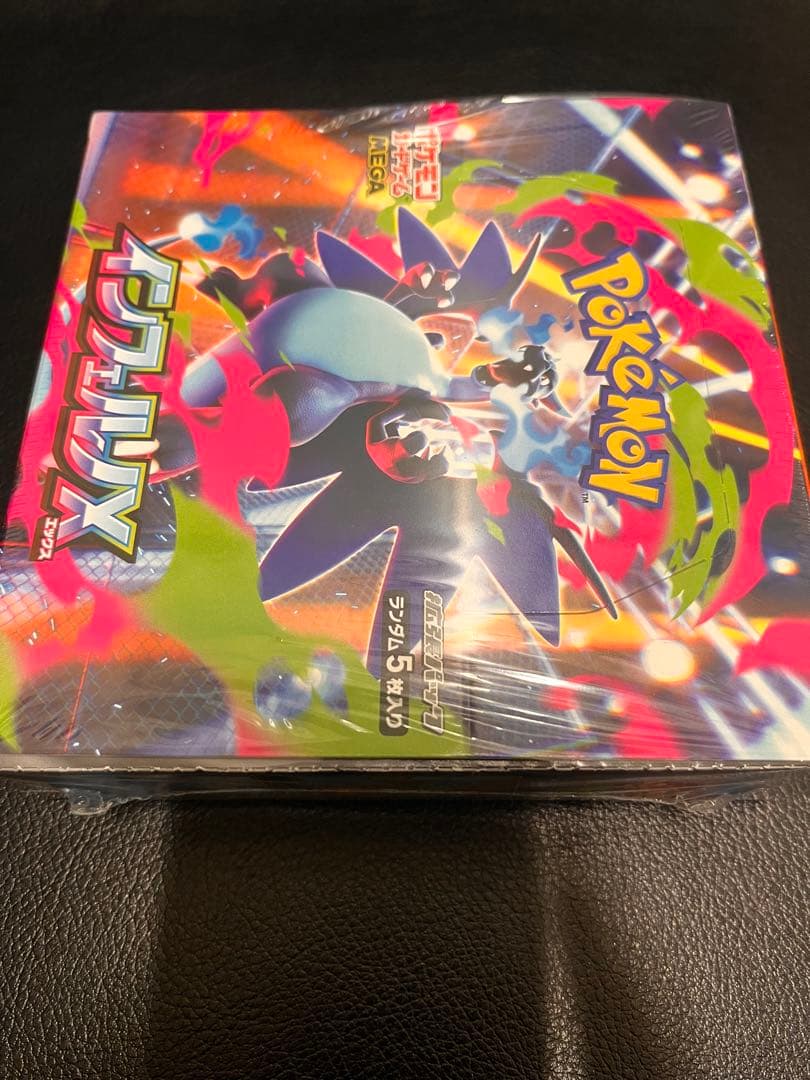 ポケモン
カードゲーム
MEGA
POKéMON
™
インフェルノX
エックス
拡張パック
ランダム5枚入り